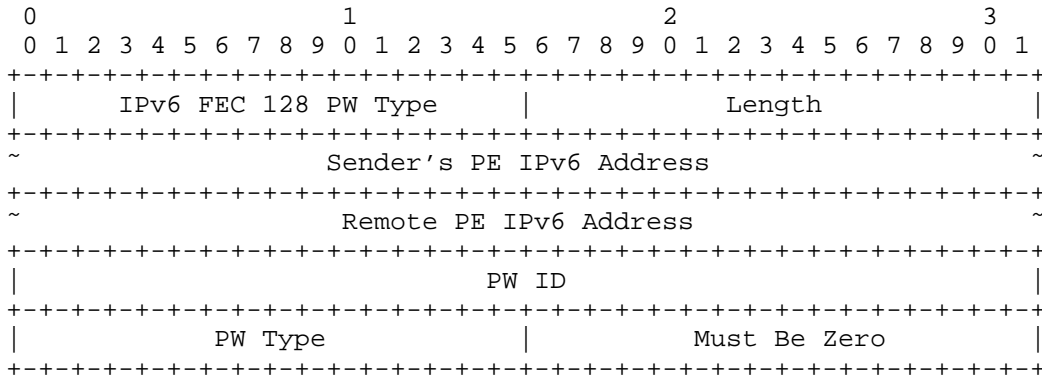 0                   1                   2                   3
 0 1 2 3 4 5 6 7 8 9 0 1 2 3 4 5 6 7 8 9 0 1 2 3 4 5 6 7 8 9 0 1
+-+-+-+-+-+-+-+-+-+-+-+-+-+-+-+-+-+-+-+-+-+-+-+-+-+-+-+-+-+-+-+-+
|      IPv6 FEC 128 PW Type     |            Length             |
+-+-+-+-+-+-+-+-+-+-+-+-+-+-+-+-+-+-+-+-+-+-+-+-+-+-+-+-+-+-+-+-+
~                   Sender's PE IPv6 Address                    ~
+-+-+-+-+-+-+-+-+-+-+-+-+-+-+-+-+-+-+-+-+-+-+-+-+-+-+-+-+-+-+-+-+
~                    Remote PE IPv6 Address                     ~
+-+-+-+-+-+-+-+-+-+-+-+-+-+-+-+-+-+-+-+-+-+-+-+-+-+-+-+-+-+-+-+-+
|                             PW ID                             |
+-+-+-+-+-+-+-+-+-+-+-+-+-+-+-+-+-+-+-+-+-+-+-+-+-+-+-+-+-+-+-+-+
|            PW Type            |          Must Be Zero         |
+-+-+-+-+-+-+-+-+-+-+-+-+-+-+-+-+-+-+-+-+-+-+-+-+-+-+-+-+-+-+-+-+